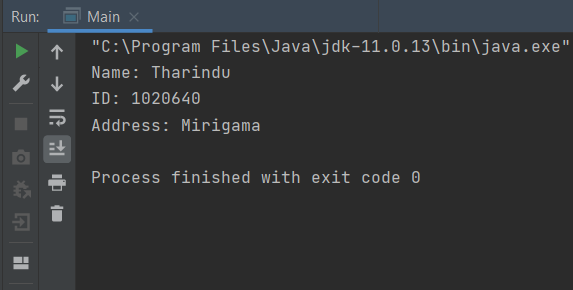 Run: Main
"C:\Program Files\Java\jdk-11.0.13\bin\java.exe"
Name: Tharindu
ID: 1020640
Address: Mirigama
Process finished with exit code 0